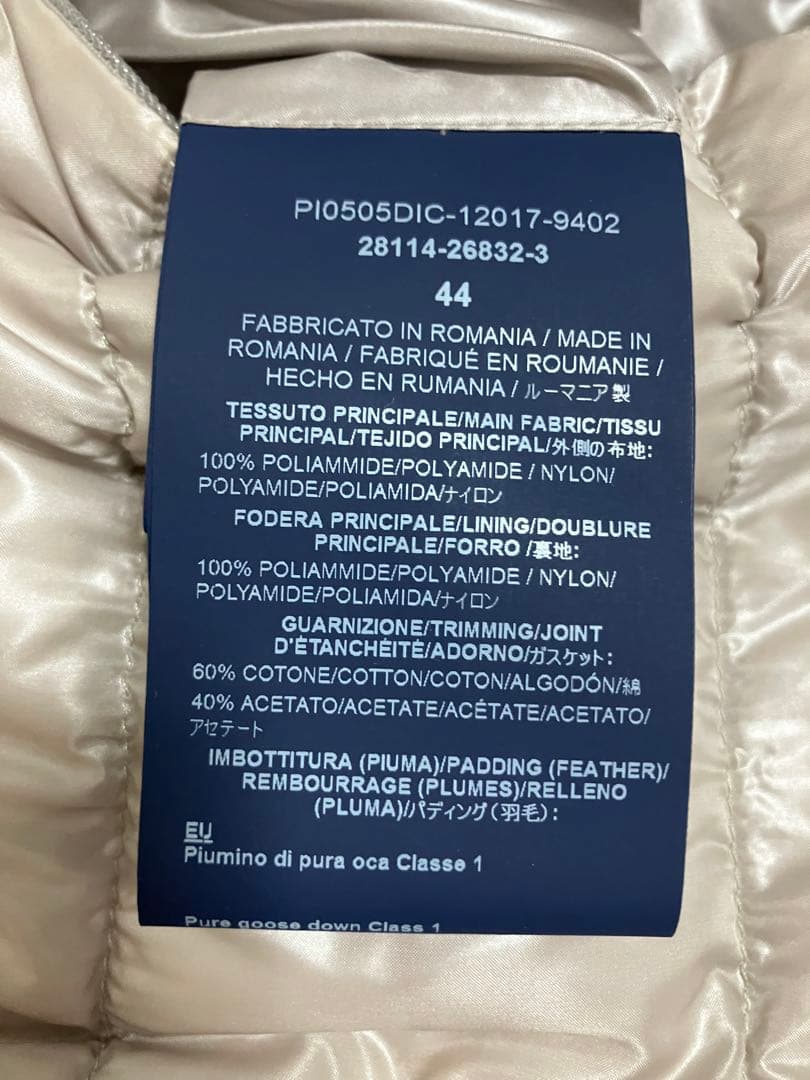 PI0505DIC-12017-9402
28114-26832-3
44
FABBRICATO IN ROMANIA / MADE IN
ROMANIA / FABRIQUÉ EN ROUMANIE /
HECHO EN RUMANIA / ルーマニア製
TESSUTO PRINCIPALE/MAIN FABRIC/TISSU
PRINCIPAL/TEJIDO PRINCIPAL/外側の布地:
100% POLIAMMIDE/POLYAMIDE / NYLON/
POLYAMIDE/POLIAMIDA/ナイロン
FODERA PRINCIPALE/LINING/DOUBLURE
PRINCIPALE/FORRO /裏地:
100% POLIAMMIDE/POLYAMIDE / NYLON/
POLYAMIDE/POLIAMIDA/ナイロン
GUARNIZIONE/TRIMMING/JOINT
D'ÉTANCHÉITÉ/ADORNO/ガスケット:
60% COTONE/COTTON/COTON/ALGODÓN/綿
40% ACETATO/ACETATE/ACÉTATE/ACETATO/
アセテート
IMBOTTITURA (PIUMA)/PADDING (FEATHER)/
REMBOURRAGE (PLUMES)/RELLENO
(PLUMA)/パディング(羽毛):
EU
Piumino di pura oca Classe 1
Pure goose down Class 1